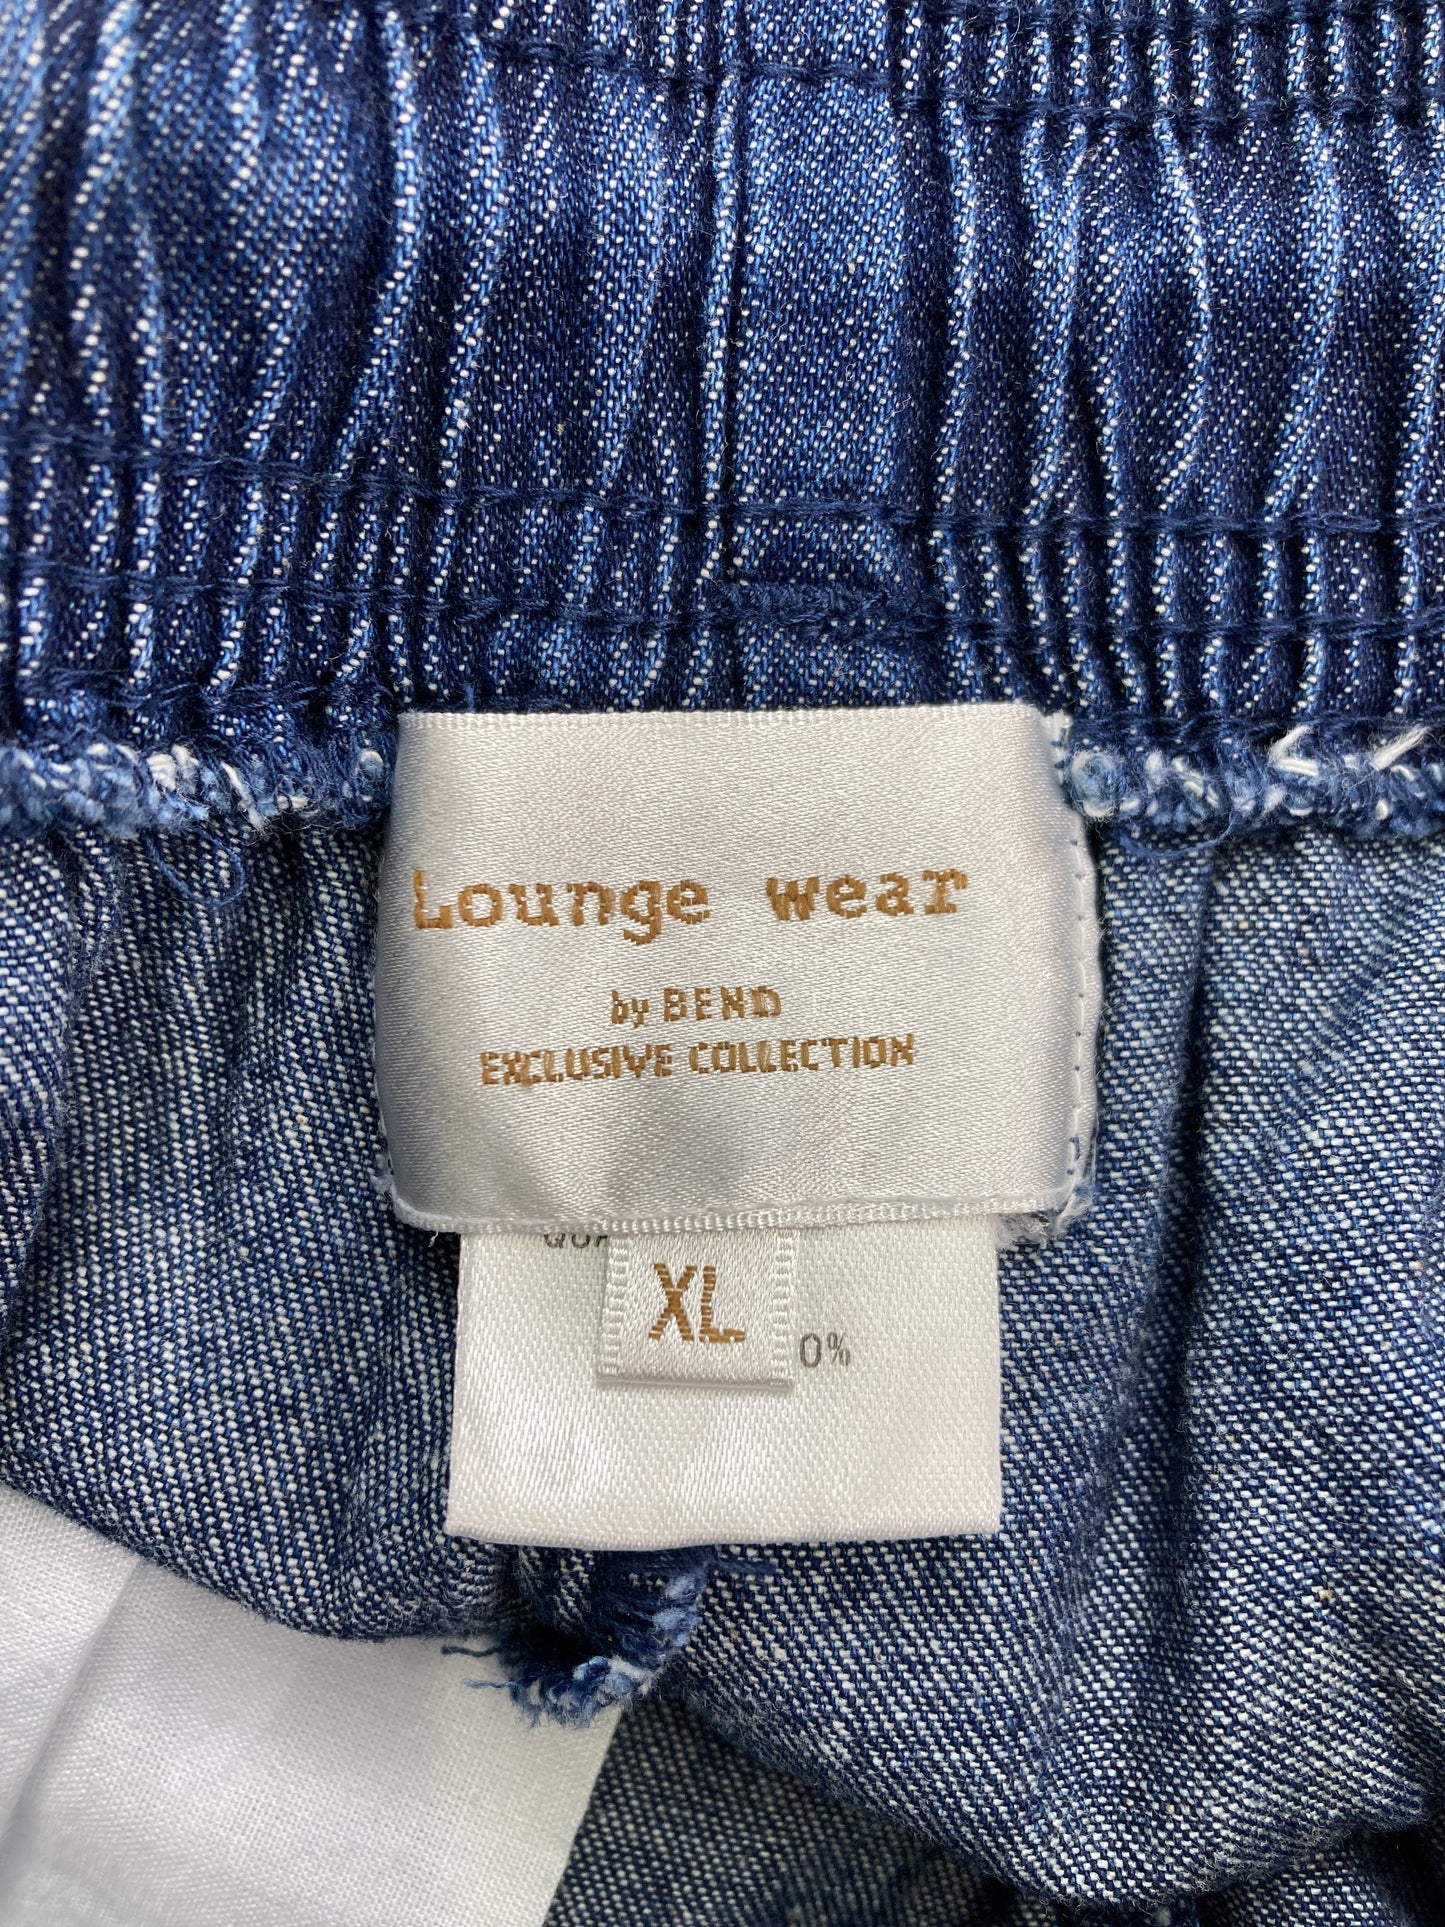 Lounge wear
by BEND
EXCLUSIVE COLLECTION
XL
0%